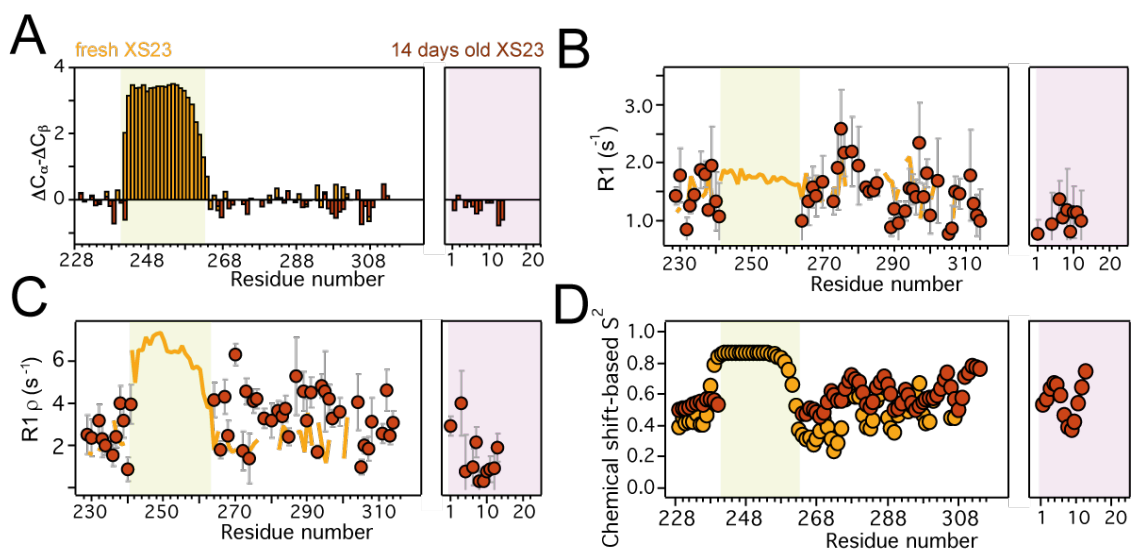 A
fresh XS23
14 days old XS23
ΔCα-ΔCβ
4
2
0
228 248 268 288 308
1 10 20
Residue number
B
R1 (s⁻¹)
3.0
2.0
1.0
230 250 270 290 310
1 10 20
Residue number
C
R1 ρ (s⁻¹)
6
4
2
230 250 270 290 310
1 10 20
Residue number
D
Chemical shift-based S²
1.0
0.8
0.6
0.4
0.2
0.0
228 248 268 288 308
1 10 20
Residue number